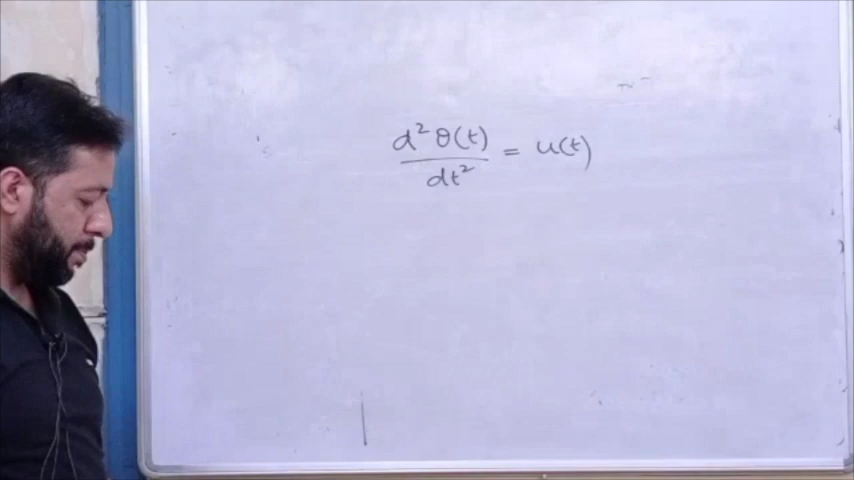 d²θ(t)/dt² = u(t)